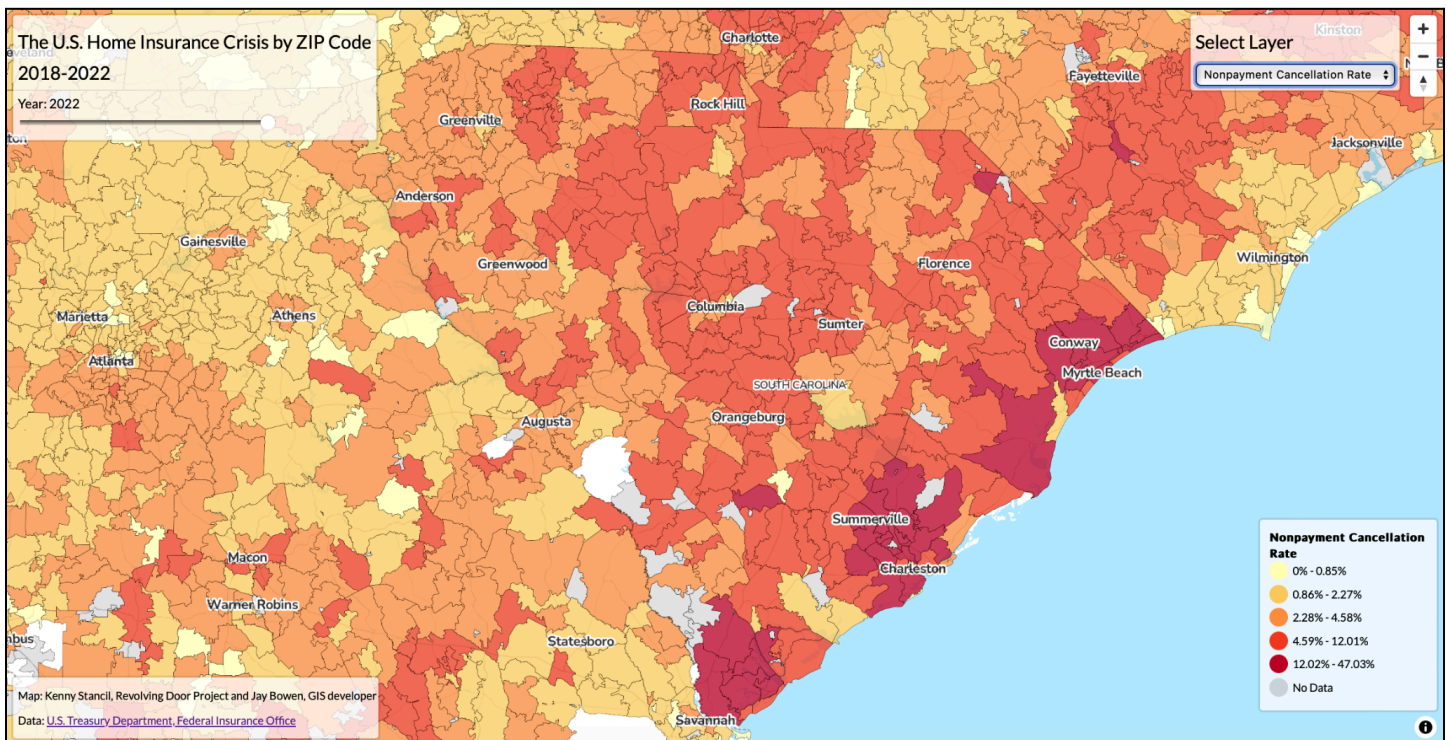 The U.S. Home Insurance Crisis by ZIP Code
2018-2022
Year: 2022
Select Layer
Nonpayment Cancellation Rate
+
−
Charlotte
Kinston
Fayetteville
Rock Hill
Greenville
Jacksonville
Anderson
Gainesville
Greenwood
Florence
Wilmington
Columbia
Marietta
Athens
Sumter
Conway
Atlanta
Myrtle Beach
SOUTH CAROLINA
Orangeburg
Augusta
Summerville
Macon
Charleston
Warner Robins
bus
Statesboro
Savannah
Nonpayment Cancellation
Rate
0% - 0.85%
0.86% - 2.27%
2.28% - 4.58%
4.59% - 12.01%
12.02% - 47.03%
No Data
Map: Kenny Stancil, Revolving Door Project and Jay Bowen, GIS developer
Data: U.S. Treasury Department, Federal Insurance Office